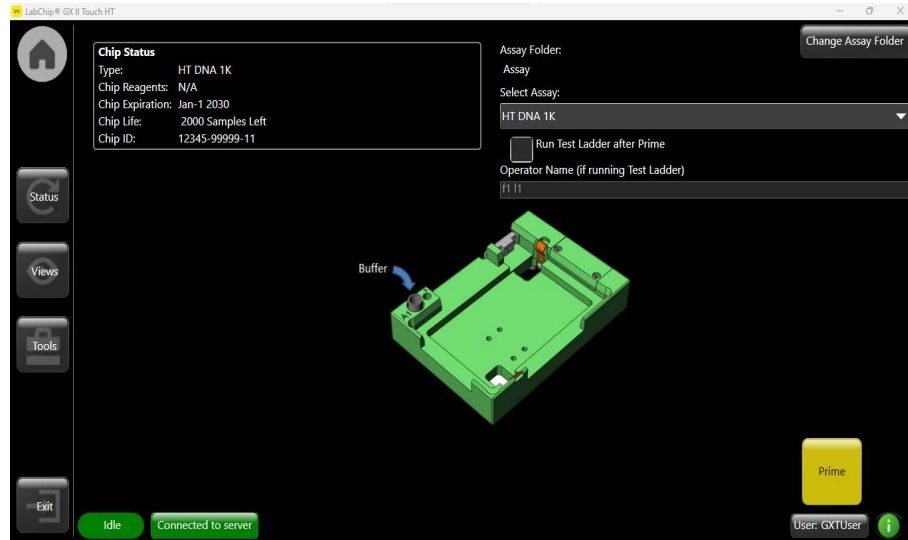 LabChip® GX II Touch HT
Change Assay Folder
Chip Status
Type: HT DNA 1K
Chip Reagents: N/A
Chip Expiration: Jan-1 2030
Chip Life: 2000 Samples Left
Chip ID: 12345-99999-11
Assay Folder:
Assay
Select Assay:
HT DNA 1K
Run Test Ladder after Prime
Operator Name (if running Test Ladder)
f1 l1
Status
Views
Tools
Exit
Buffer
Prime
Idle
Connected to server
User: GXTUser